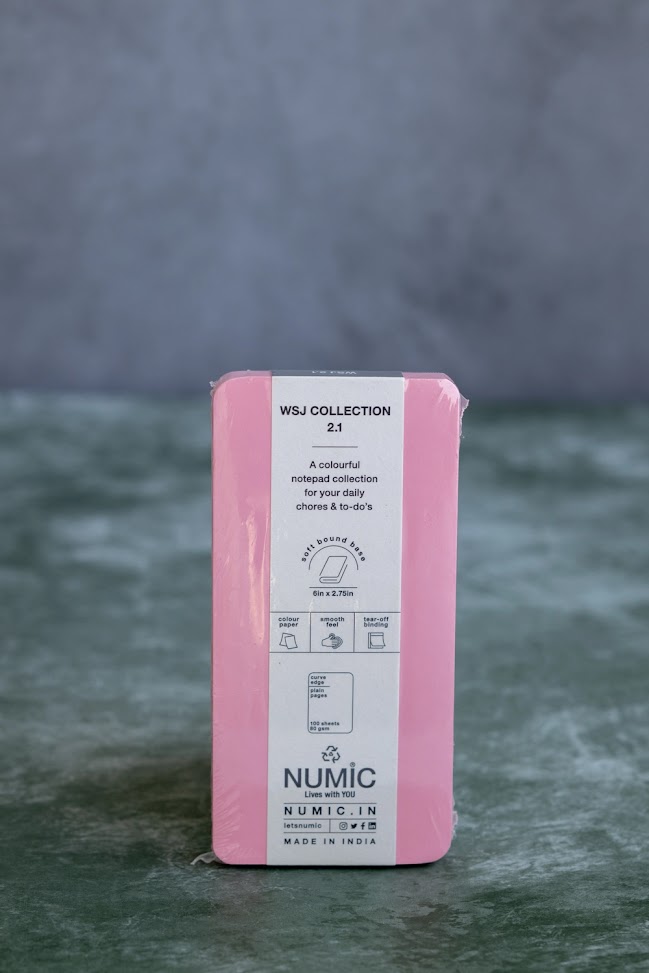 WSJ COLLECTION
2.1
A colourful
notepad collection
for your daily
chores & to-do's
soft bound base
6in x 2.75in
colour
paper
smooth
feel
tear-off
binding
curve
edge
plain
pages
100 sheets
80 gsm
NUMIC
Lives with YOU
NUMIC.IN
letsnumic
MADE IN INDIA